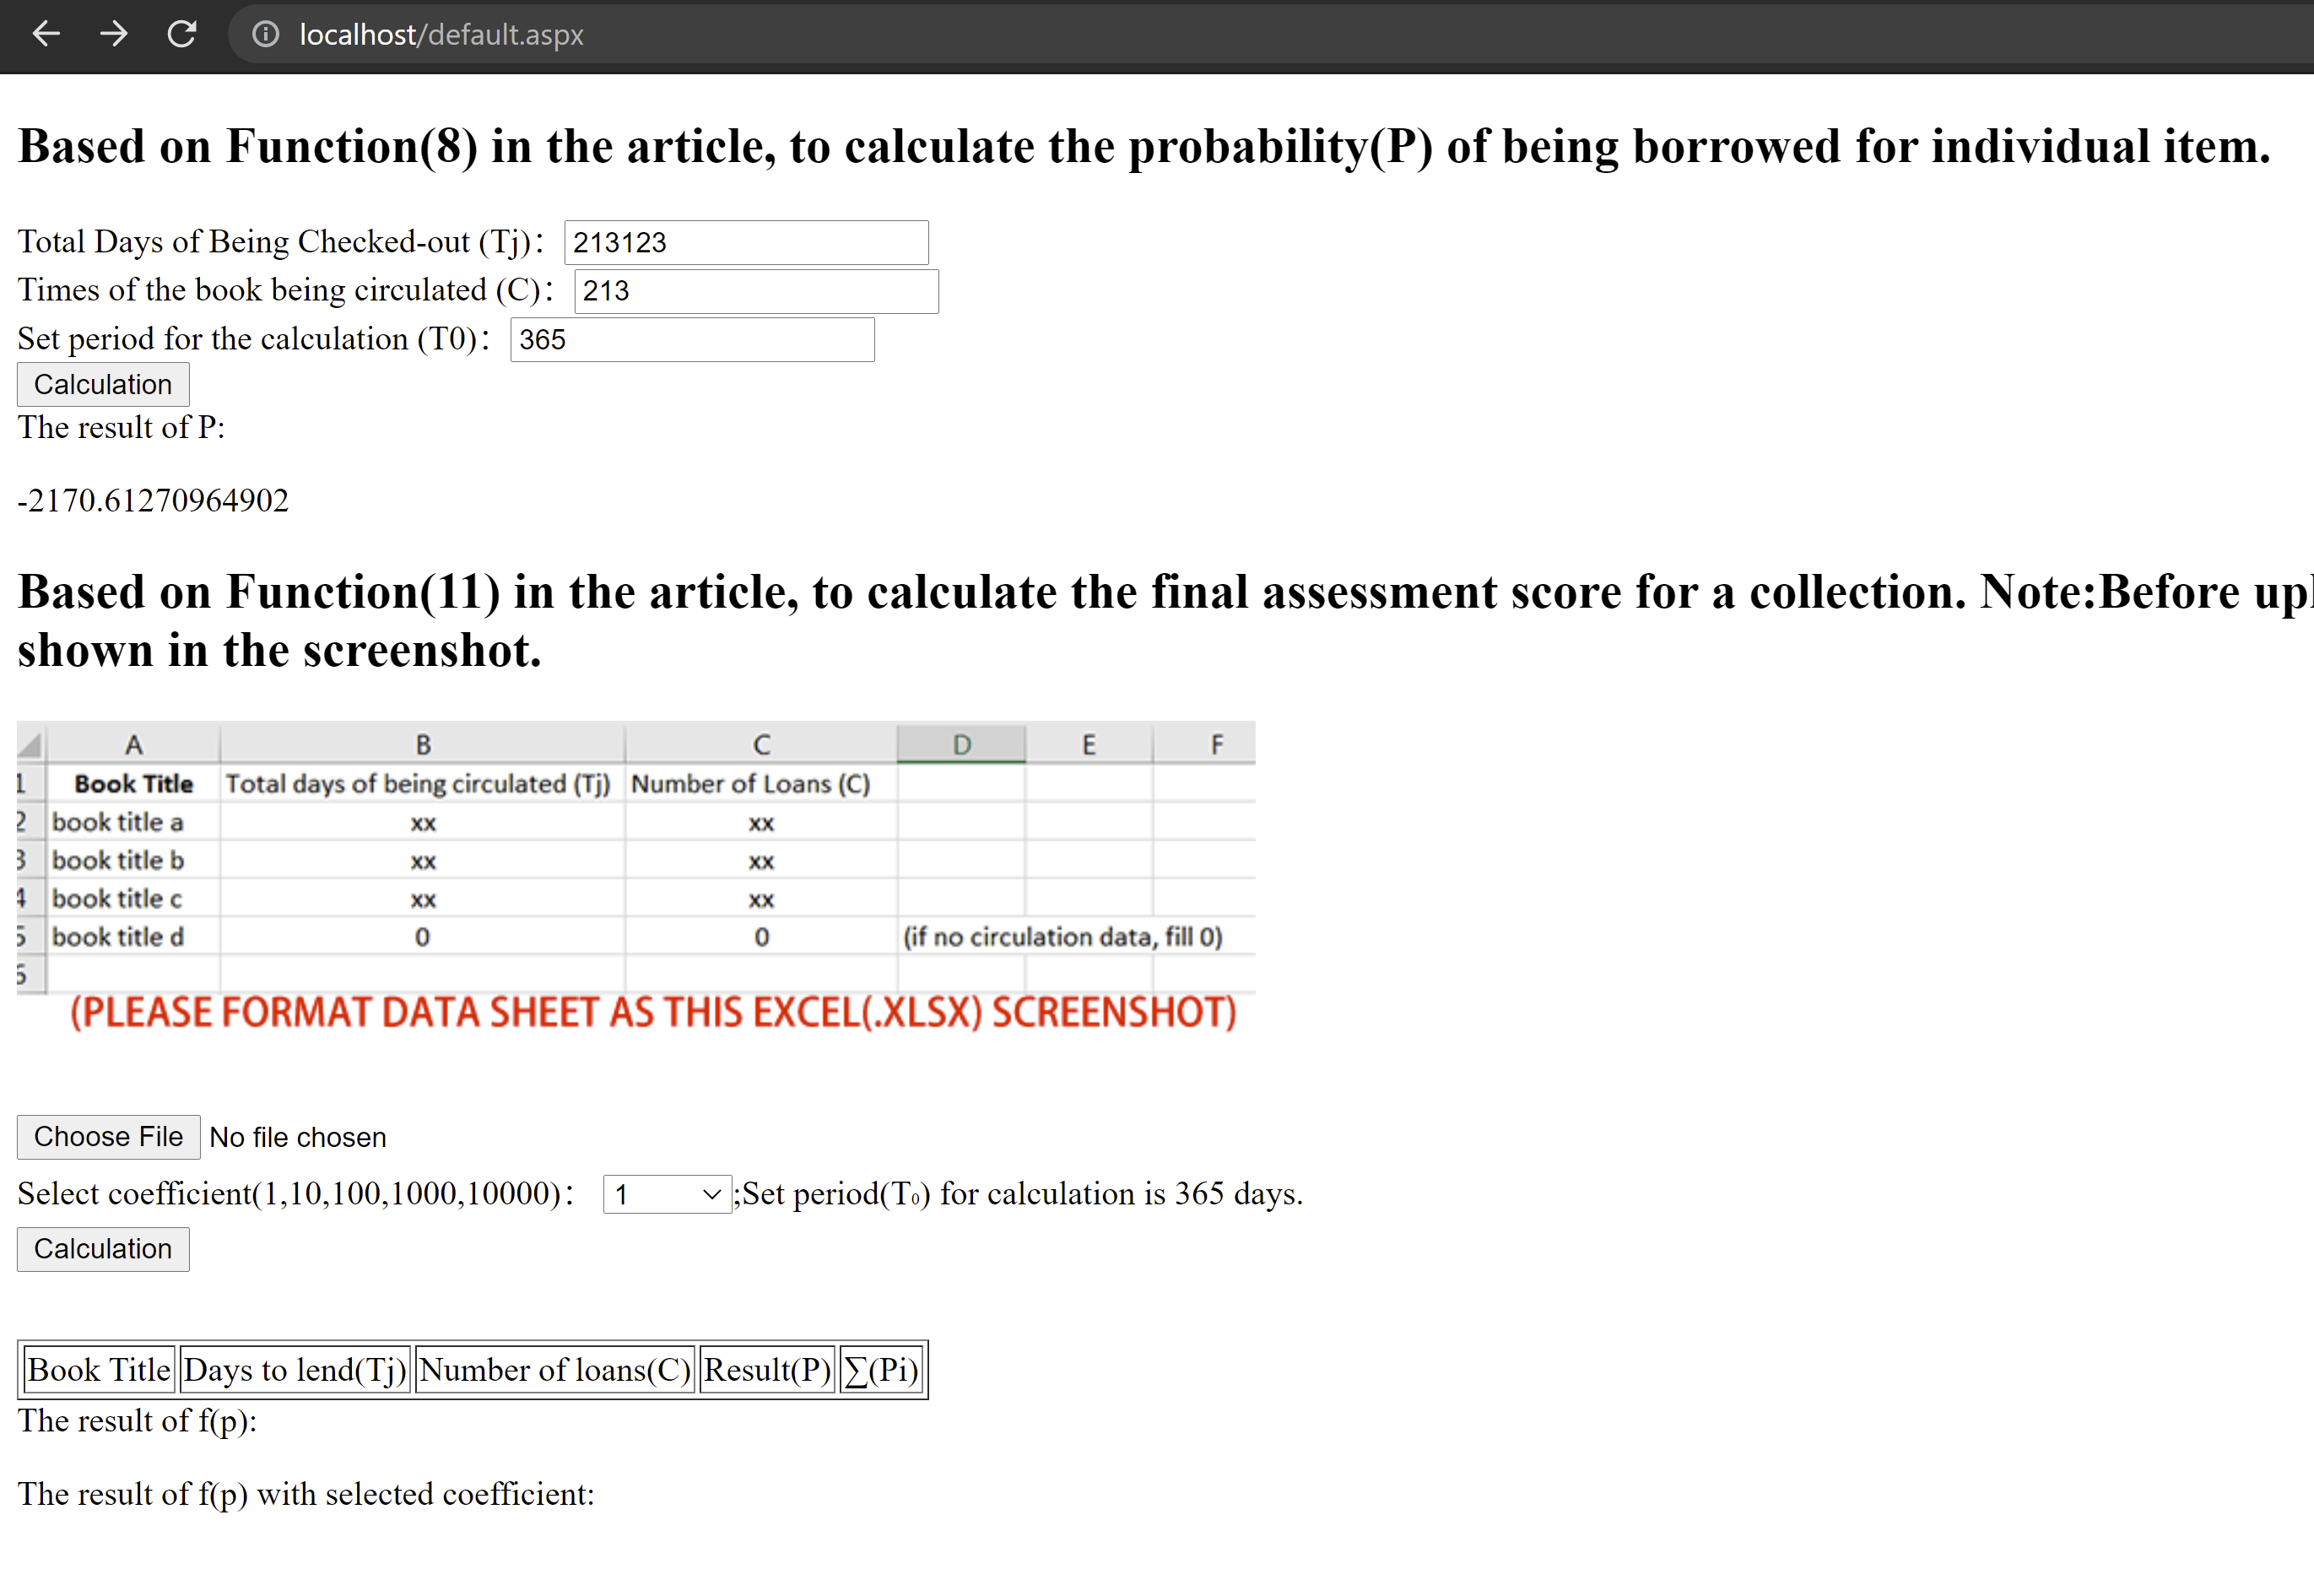 localhost/default.aspx
Based on Function(8) in the article, to calculate the probability(P) of being borrowed for individual item.
Total Days of Being Checked-out (Tj): 213123
Times of the book being circulated (C): 213
Set period for the calculation (T0): 365
Calculation
The result of P:
-2170.61270964902
Based on Function(11) in the article, to calculate the final assessment score for a collection. Note:Before
shown in the screenshot.
A B C D E F
1 Book Title Total days of being circulated (Tj) Number of Loans (C)
2 book title a xx xx
3 book title b xx xx
4 book title c xx xx
5 book title d 0 0 (if no circulation data, fill 0)
6
(PLEASE FORMAT DATA SHEET AS THIS EXCEL(.XLSX) SCREENSHOT)
Choose File No file chosen
Select coefficient(1,10,100,1000,10000): 1 ;Set period(T₀) for calculation is 365 days.
Calculation
Book Title Days to lend(Tj) Number of loans(C) Result(P) ∑(Pi)
The result of f(p):
The result of f(p) with selected coefficient: